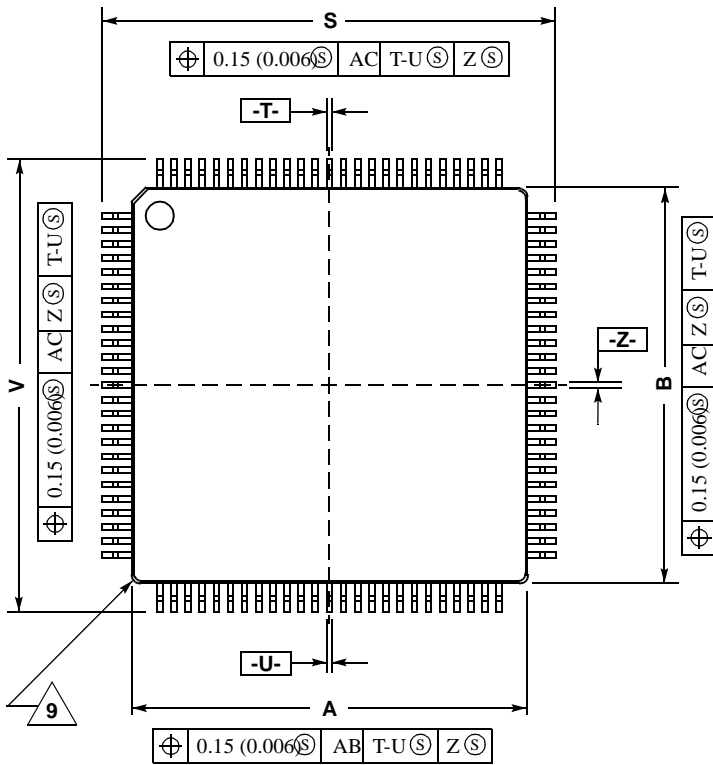 S
⌖ 0.15 (0.006)Ⓢ AC T-U Ⓢ Z Ⓢ
-T-
⌖ 0.15 (0.006)Ⓢ AC Z Ⓢ T-U Ⓢ
V
-Z-
B
⌖ 0.15 (0.006)Ⓢ AC Z Ⓢ T-U Ⓢ
-U-
9
A
⌖ 0.15 (0.006)Ⓢ AB T-U Ⓢ Z Ⓢ